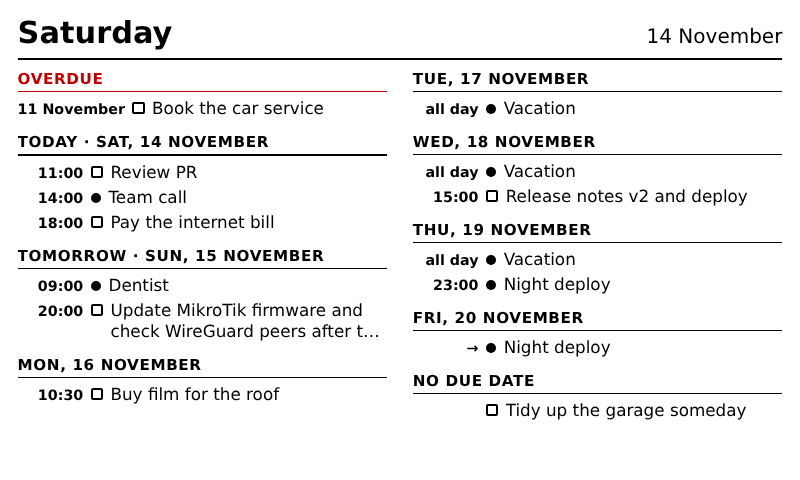 Saturday
14 November
OVERDUE
11 November Book the car service
TODAY · SAT, 14 NOVEMBER
11:00 Review PR
14:00 ● Team call
18:00 Pay the internet bill
TOMORROW · SUN, 15 NOVEMBER
09:00 ● Dentist
20:00 Update MikroTik firmware and
check WireGuard peers after t…
MON, 16 NOVEMBER
10:30 Buy film for the roof
TUE, 17 NOVEMBER
all day ● Vacation
WED, 18 NOVEMBER
all day ● Vacation
15:00 Release notes v2 and deploy
THU, 19 NOVEMBER
all day ● Vacation
23:00 ● Night deploy
FRI, 20 NOVEMBER
→ ● Night deploy
NO DUE DATE
Tidy up the garage someday